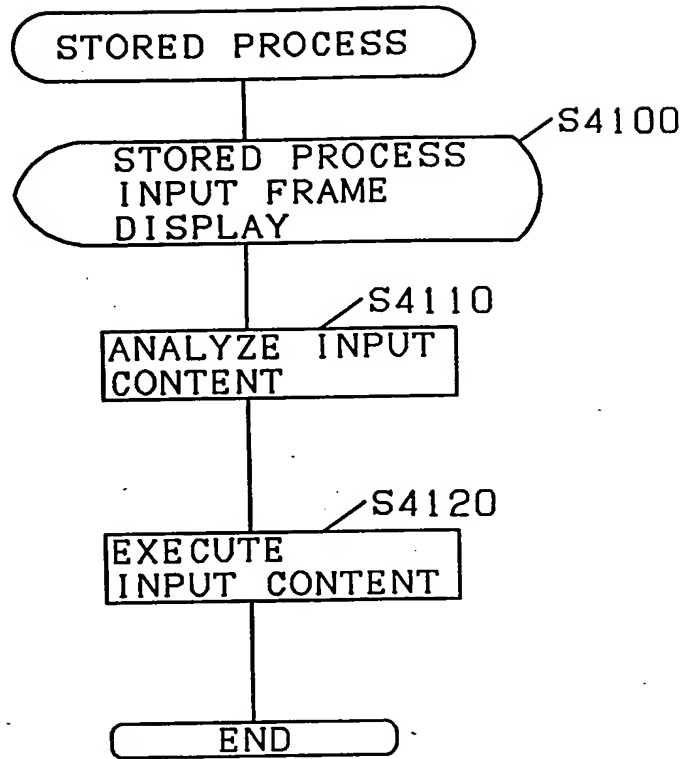 STORED PROCESS
S4100
STORED PROCESS
INPUT FRAME
DISPLAY
S4110
ANALYZE INPUT
CONTENT
S4120
EXECUTE
INPUT CONTENT
END